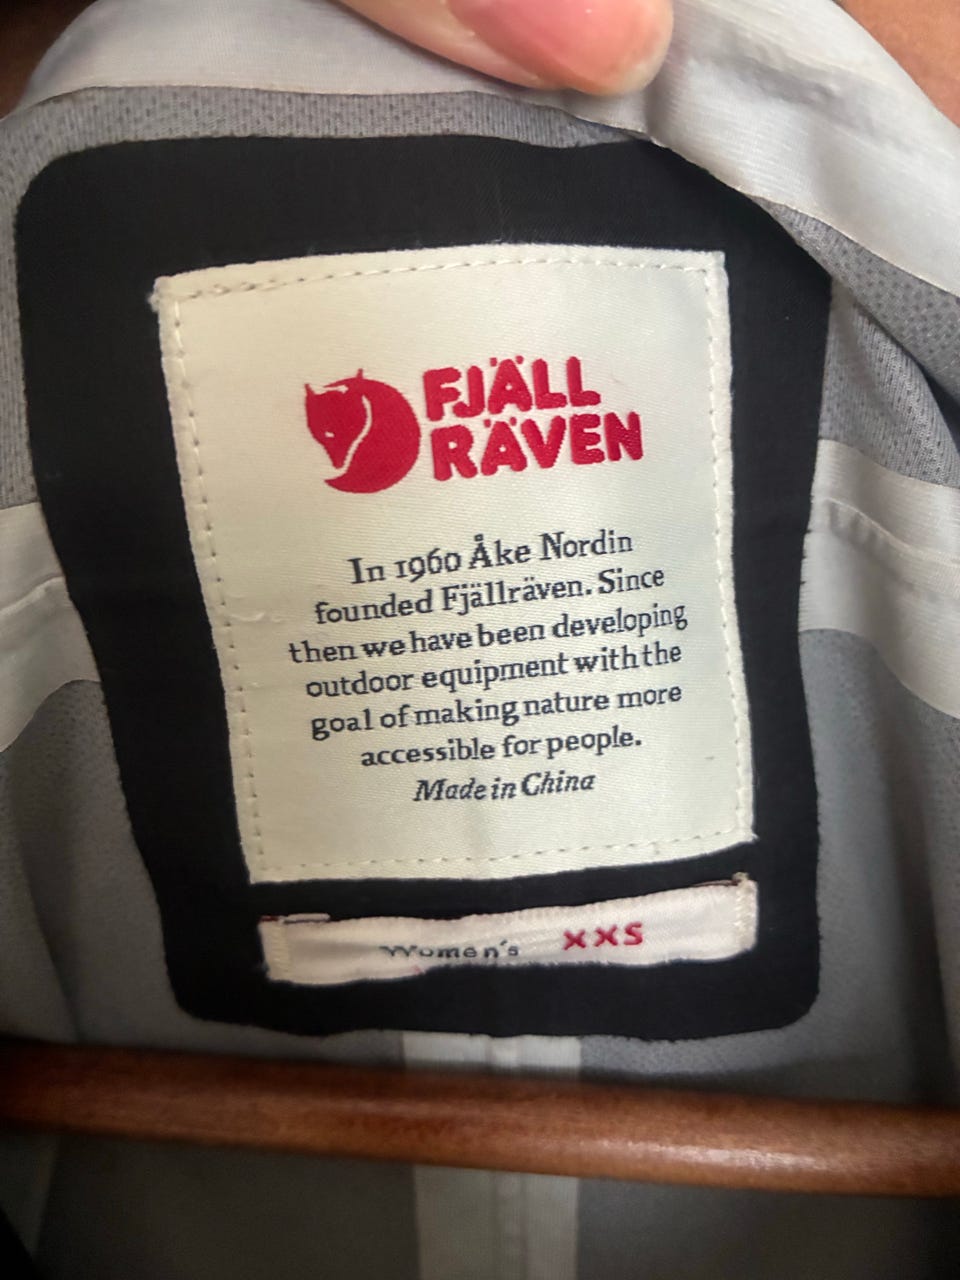 FJÄLL
RÄVEN
In 1960 Åke Nordin
founded Fjällräven. Since
then we have been developing
outdoor equipment with the
goal of making nature more
accessible for people.
Made in China
Women's XXS